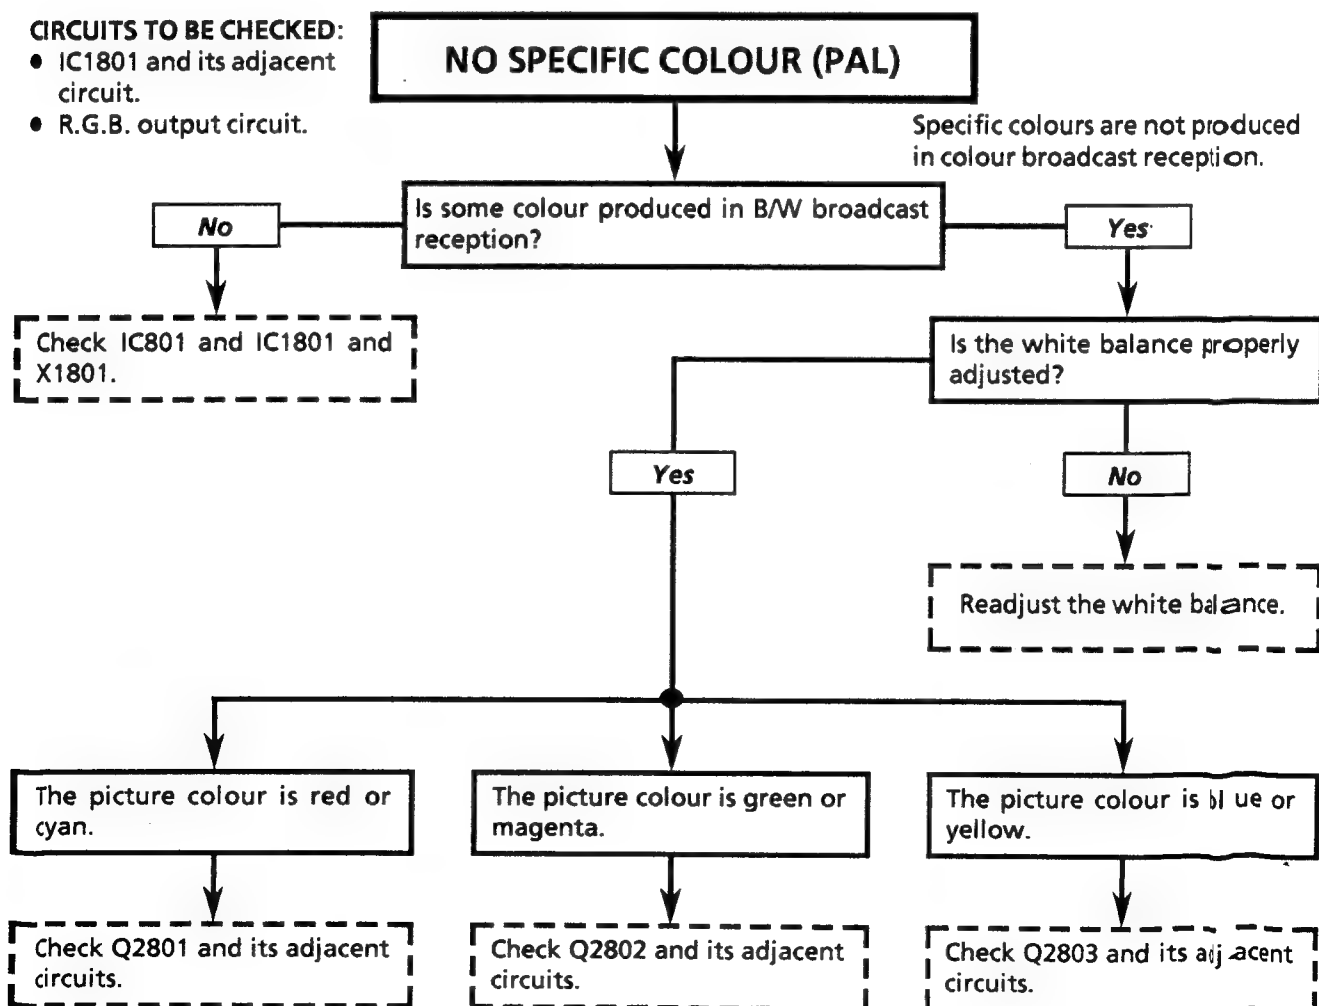 CIRCUITS TO BE CHECKED:
● IC1801 and its adjacent
circuit.
● R.G.B. output circuit.
NO SPECIFIC COLOUR (PAL)
Specific colours are not produced
in colour broadcast reception.
Is some colour produced in B/W broadcast
reception?
No
Yes
Check IC801 and IC1801 and
X1801.
Is the white balance properly
adjusted?
Yes
No
Readjust the white balance.
The picture colour is red or
cyan.
The picture colour is green or
magenta.
The picture colour is blue or
yellow.
Check Q2801 and its adjacent
circuits.
Check Q2802 and its adjacent
circuits.
Check Q2803 and its adjacent
circuits.